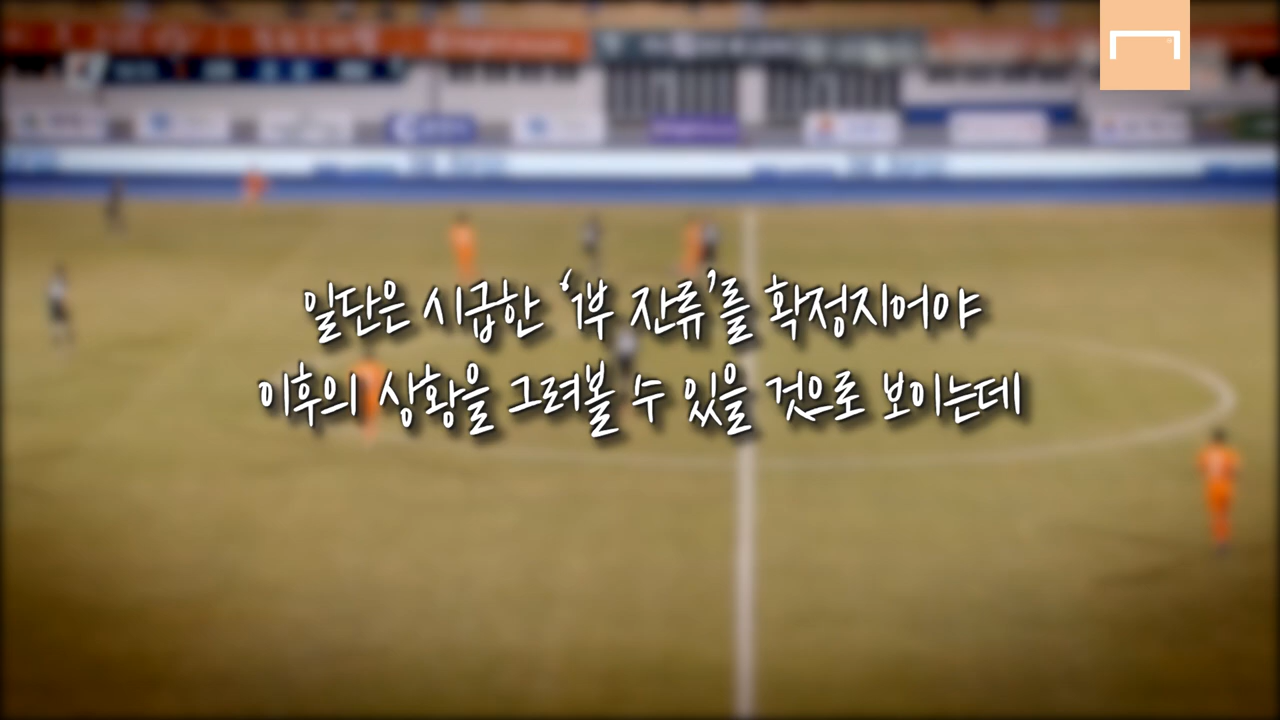 일단은 시급한 ‘1부 잔류’를 확정지어야
이후의 상황을 그려볼 수 있을 것으로 보이는데